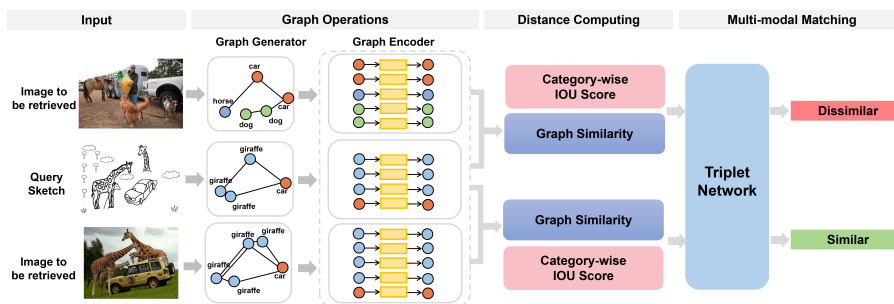 Input
Graph Operations
Distance Computing
Multi-modal Matching
Graph Generator
Graph Encoder
Image to
be retrieved
car
horse
car
dog
dog
Category-wise
IOU Score
Graph Similarity
Dissimilar
Query
Sketch
giraffe
giraffe
car
giraffe
Triplet
Network
Image to
be retrieved
giraffe
giraffe
giraffe
car
giraffe
Graph Similarity
Category-wise
IOU Score
Similar